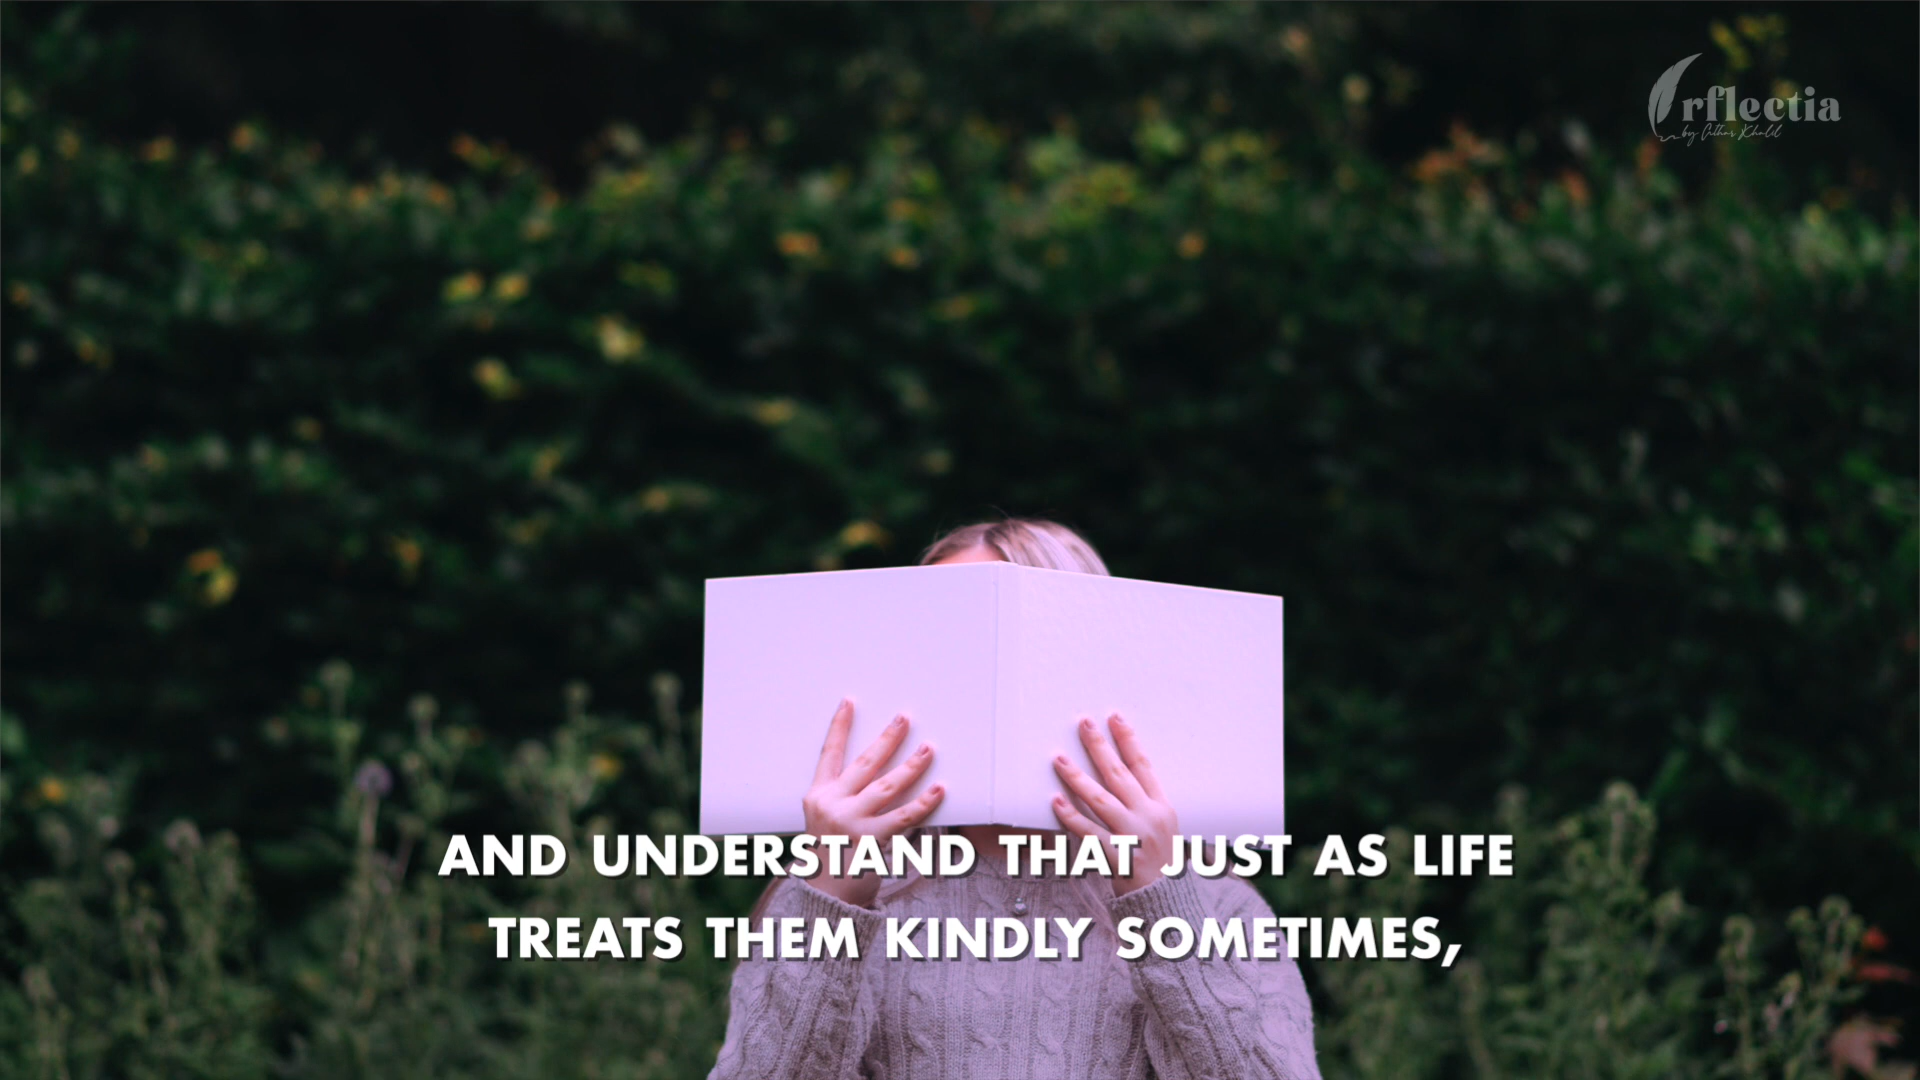 rflectia
AND UNDERSTAND THAT JUST AS LIFE
TREATS THEM KINDLY SOMETIMES,